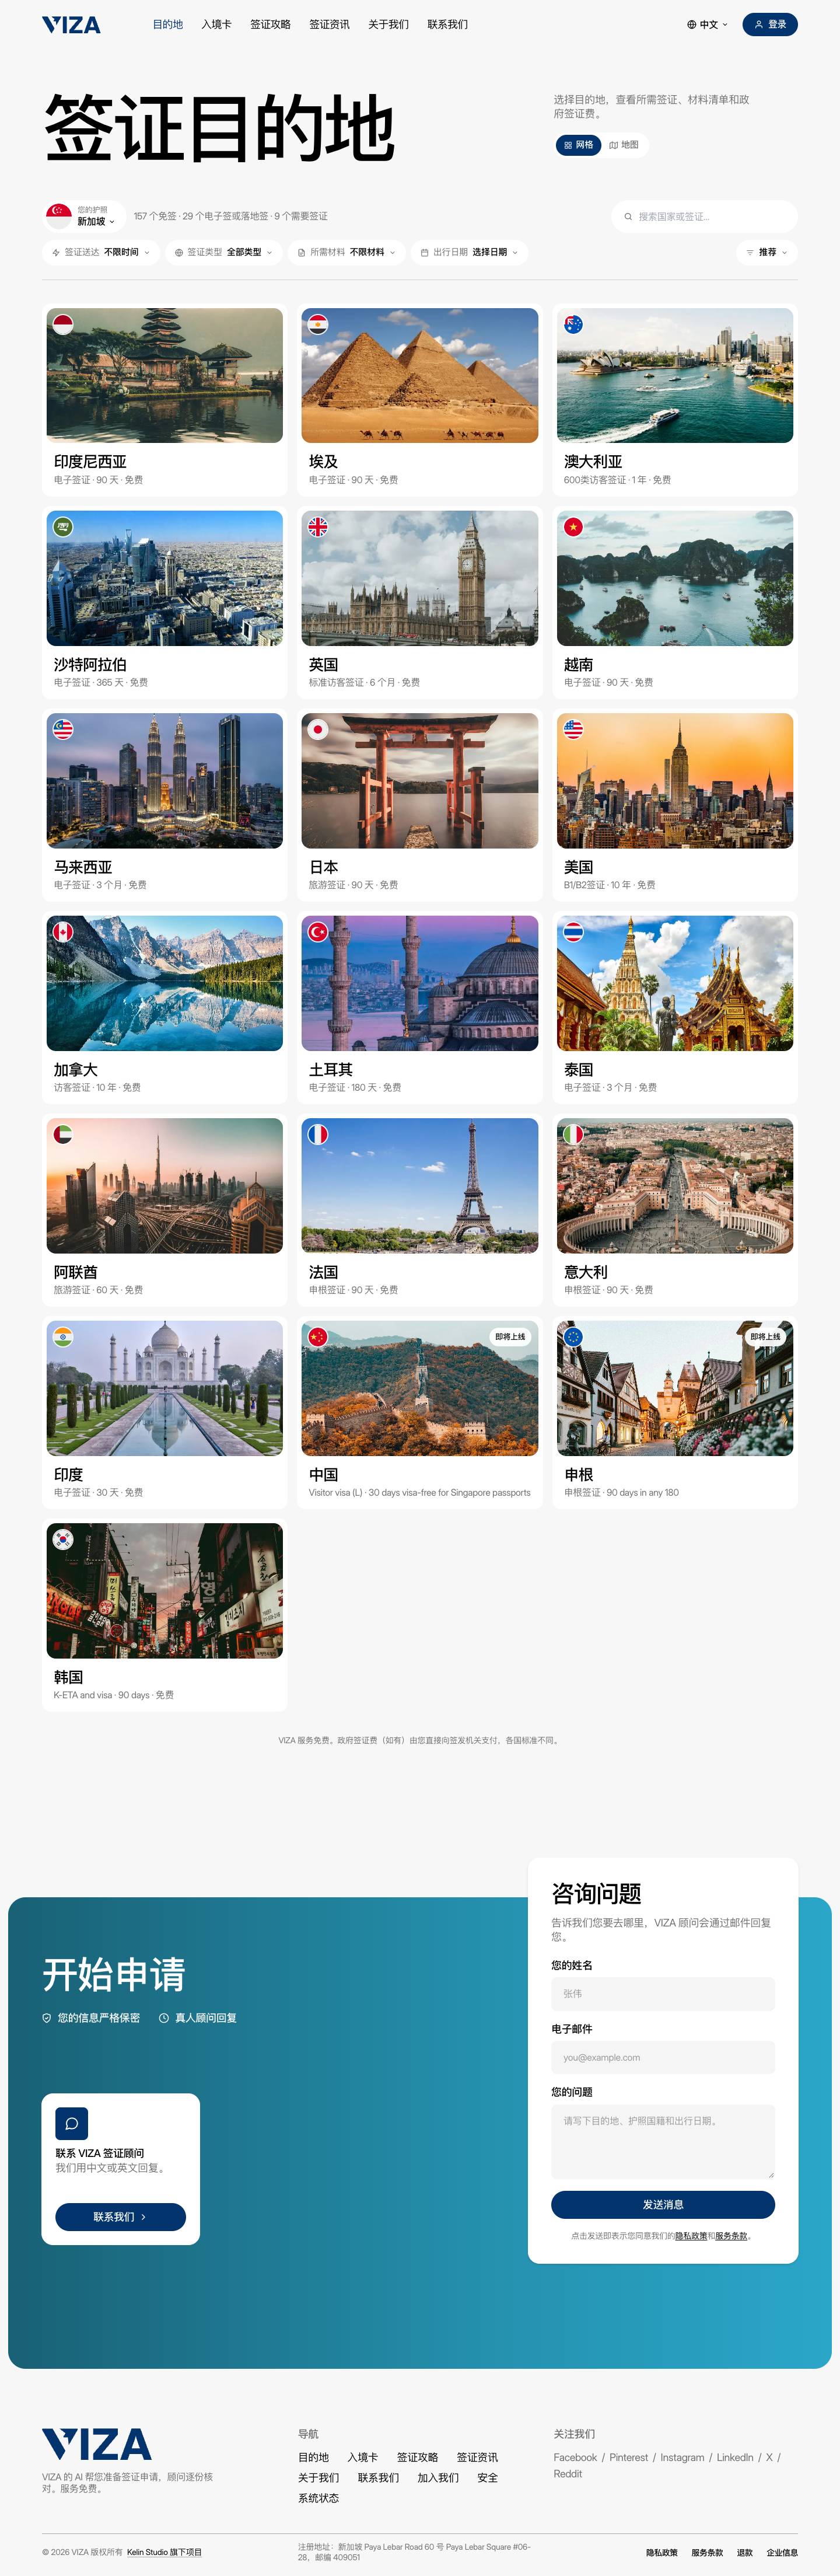 VIZA
目的地 入境卡 签证攻略 签证资讯 关于我们 联系我们
中文
登录
签证目的地
选择目的地，查看所需签证、材料清单和政
府签证费。
网格 地图
您的护照
新加坡
157 个免签 · 29 个电子签或落地签 · 9 个需要签证
搜索国家或签证...
签证送达 不限时间
签证类型 全部类型
所需材料 不限材料
出行日期 选择日期
推荐
印度尼西亚
电子签证 · 90 天 · 免费
埃及
电子签证 · 90 天 · 免费
澳大利亚
600类访客签证 · 1 年 · 免费
沙特阿拉伯
电子签证 · 365 天 · 免费
英国
标准访客签证 · 6 个月 · 免费
越南
电子签证 · 90 天 · 免费
马来西亚
电子签证 · 3 个月 · 免费
日本
旅游签证 · 90 天 · 免费
美国
B1/B2签证 · 10 年 · 免费
加拿大
访客签证 · 10 年 · 免费
土耳其
电子签证 · 180 天 · 免费
泰国
电子签证 · 3 个月 · 免费
阿联酋
旅游签证 · 60 天 · 免费
法国
申根签证 · 90 天 · 免费
意大利
申根签证 · 90 天 · 免费
印度
电子签证 · 30 天 · 免费
即将上线
中国
Visitor visa (L) · 30 days visa-free for Singapore passports
即将上线
申根
申根签证 · 90 days in any 180
韩国
K-ETA and visa · 90 days · 免费
VIZA 服务免费。政府签证费（如有）由您直接向签发机关支付，各国标准不同。
开始申请
您的信息严格保密 真人顾问回复
联系 VIZA 签证顾问
我们用中文或英文回复。
联系我们
咨询问题
告诉我们您要去哪里，VIZA 顾问会通过邮件回复
您。
您的姓名
张伟
电子邮件
you@example.com
您的问题
请写下目的地、护照国籍和出行日期。
发送消息
点击发送即表示您同意我们的隐私政策和服务条款。
VIZA
VIZA 的 AI 帮您准备签证申请，顾问逐份核
对。服务免费。
导航
目的地 入境卡 签证攻略 签证资讯
关于我们 联系我们 加入我们 安全
系统状态
关注我们
Facebook / Pinterest / Instagram / LinkedIn / X /
Reddit
© 2026 VIZA 版权所有 Kelin Studio 旗下项目
注册地址：新加坡 Paya Lebar Road 60 号 Paya Lebar Square #06-
28，邮编 409051
隐私政策 服务条款 退款 企业信息